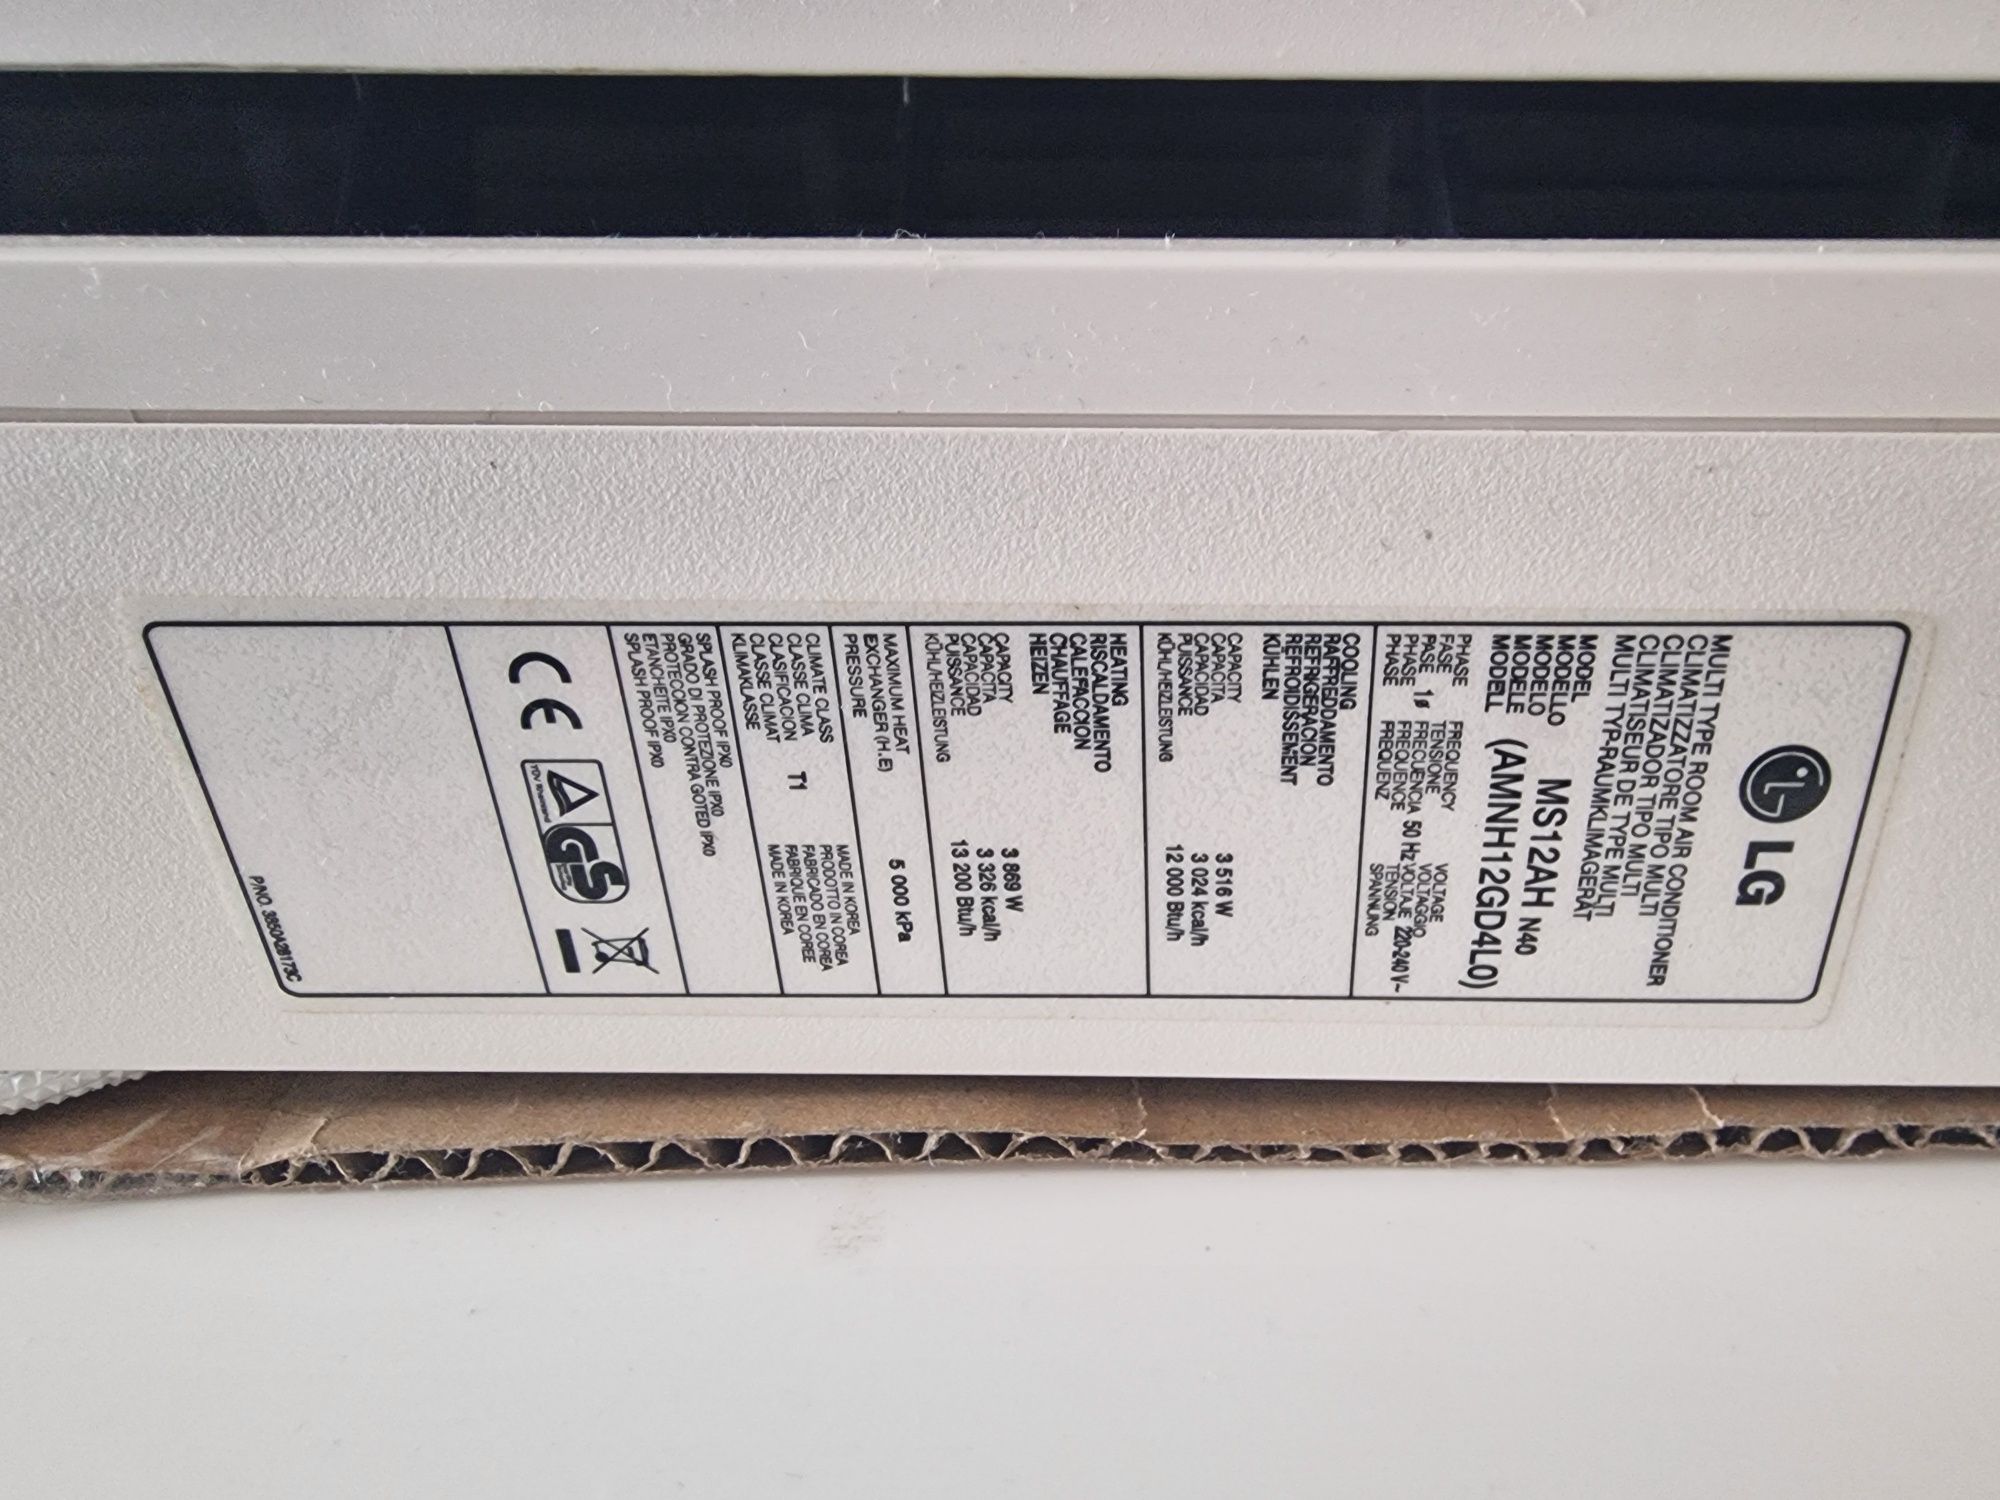 LG
MULTI TYPE ROOM AIR CONDITIONER
CLIMATIZZATORE TIPO MULTI
CLIMATIZADOR TIPO MULTI
CLIMATISEUR DE TYPE MULTI
MULTI TYP-RAUMKLIMAGERÄT
MODEL
MODELLO
MODELO
MODELE
MODELL
MS12AH N40
(AMNH12GD4L0)
PHASE FREQUENCY VOLTAGE
FASE TENSIONE VOLTAGGIO
FASE 1ø FRECUENCIA 50 Hz VOLTAJE 220-240 V~
PHASE FREQUENCE TENSION
PHASE FREQUENZ SPANNUNG
COOLING
RAFFREDDAMENTO
REFRIGERACION
REFROIDISSEMENT
KÜHLEN
CAPACITY 3 516 W
CAPACITA 3 024 kcal/h
CAPACIDAD 12 000 Btu/h
PUISSANCE
KÜHL/HEIZLEISTUNG
HEATING
RISCALDAMENTO
CALEFACCION
CHAUFFAGE
HEIZEN
CAPACITY 3 869 W
CAPACITA 3 326 kcal/h
CAPACIDAD 13 200 Btu/h
PUISSANCE
KÜHL/HEIZLEISTUNG
MAXIMUM HEAT
EXCHANGER (H.E) 5 000 kPa
PRESSURE
CLIMATE CLASS
CLASSE CLIMA
CLASIFICACION T1
CLASSE CLIMAT
KLIMAKLASSE
MADE IN KOREA
PRODOTTO IN COREA
FABRICADO EN COREA
FABRIQUE EN COREE
MADE IN KOREA
SPLASH PROOF IPX0
GRADO DI PROTEZIONE IPX0
PROTECCION CONTRA GOTED IPX0
ETANCHEITE IPX0
SPLASH PROOF IPX0
CE
TÜV Rheinland
GS
P/NO. 3860A28173C